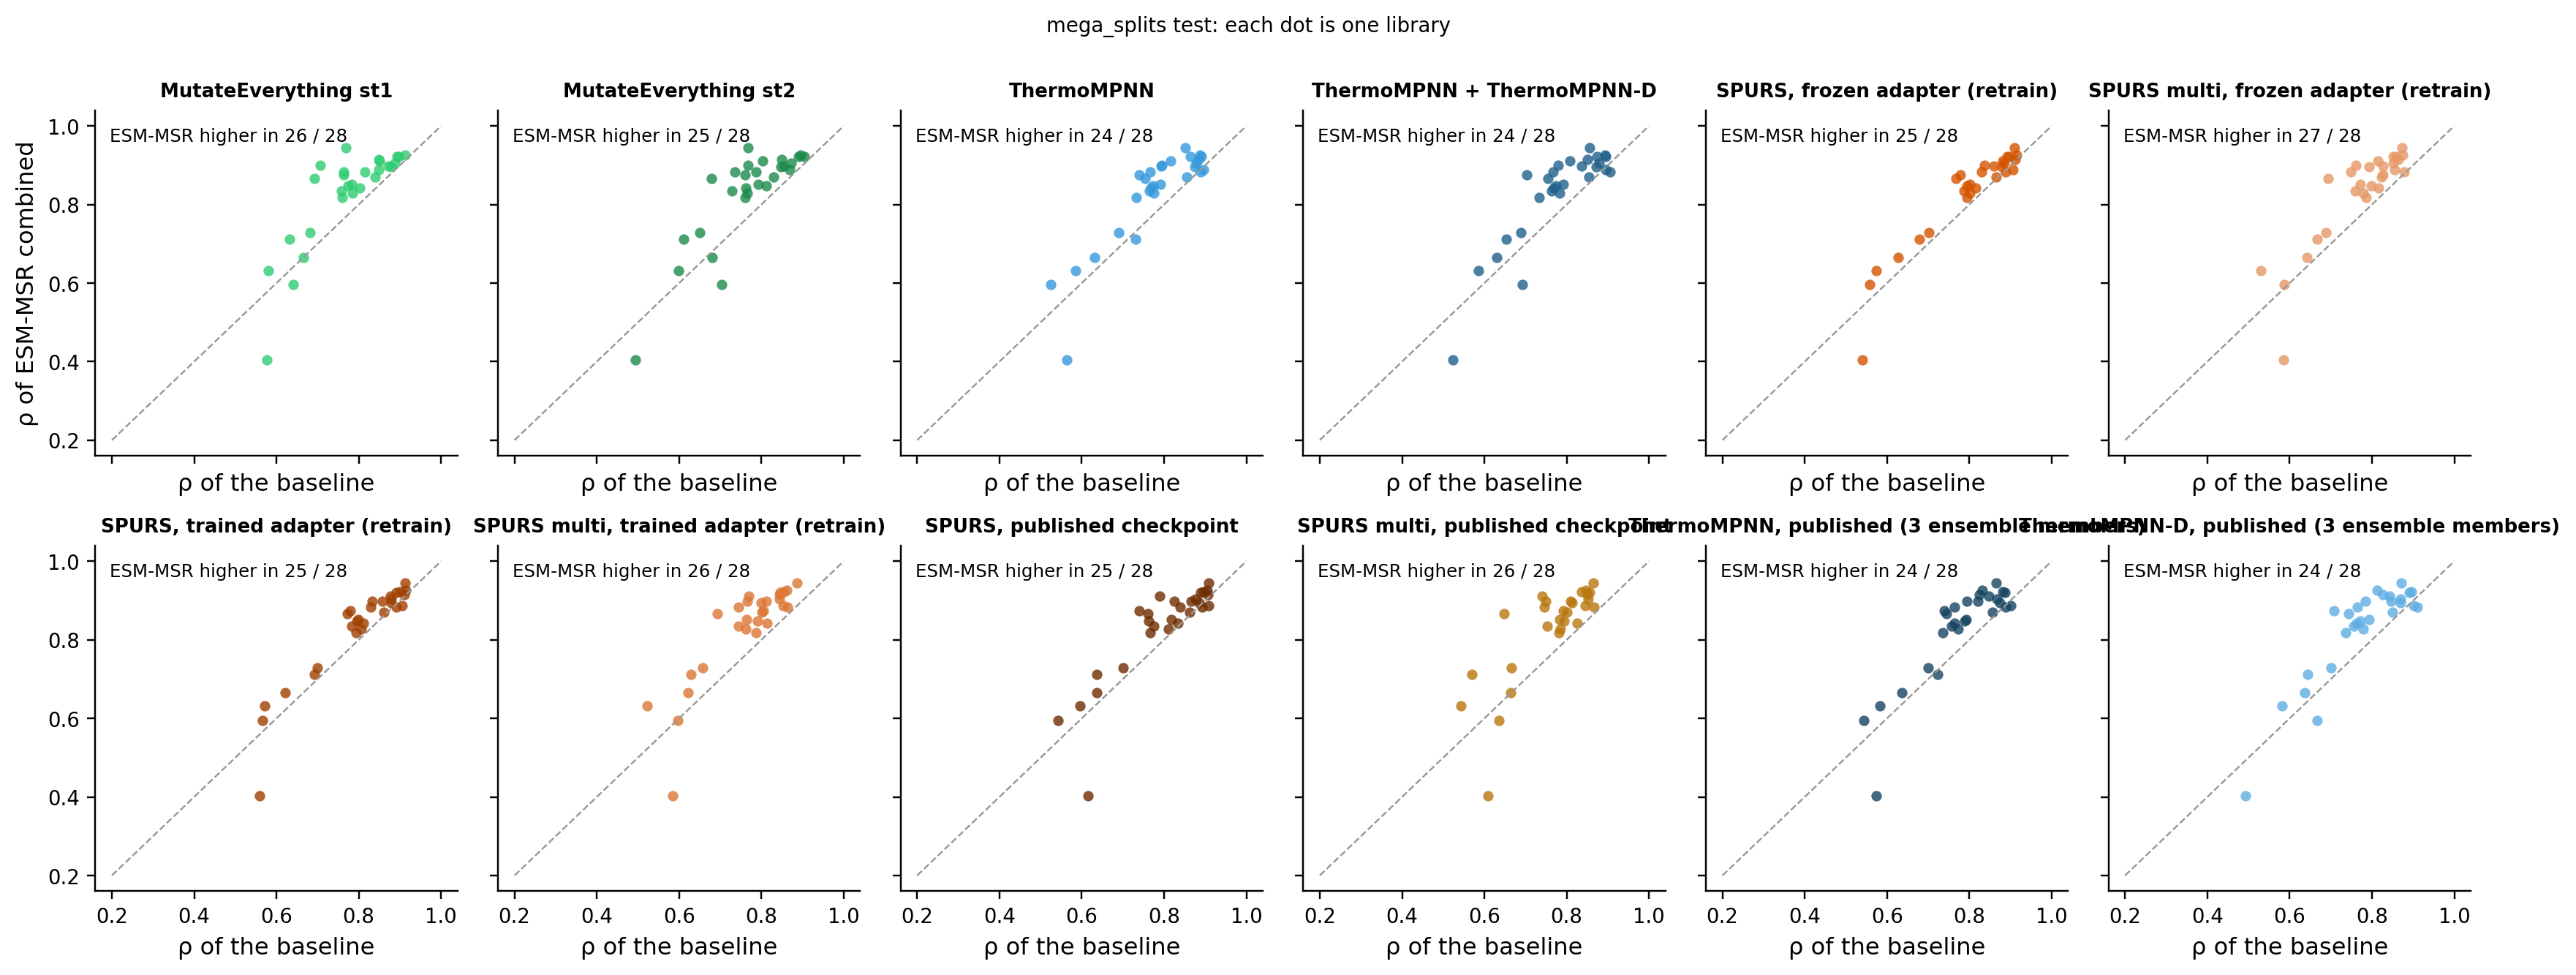 mega_splits test: each dot is one library
MutateEverything st1
MutateEverything st2
ThermoMPNN
ThermoMPNN + ThermoMPNN-D
SPURS, frozen adapter (retrain)
SPURS multi, frozen adapter (retrain)
ESM-MSR higher in 26 / 28
ESM-MSR higher in 25 / 28
ESM-MSR higher in 24 / 28
ESM-MSR higher in 24 / 28
ESM-MSR higher in 25 / 28
ESM-MSR higher in 27 / 28
ρ of ESM-MSR combined
1.0
0.8
0.6
0.4
0.2
ρ of the baseline
ρ of the baseline
ρ of the baseline
ρ of the baseline
ρ of the baseline
ρ of the baseline
SPURS, trained adapter (retrain)
SPURS multi, trained adapter (retrain)
SPURS, published checkpoint
SPURS multi, published checkpoint
ThermoMPNN, published (3 ensemble members)
ThermoMPNN-D, published (3 ensemble members)
ESM-MSR higher in 25 / 28
ESM-MSR higher in 26 / 28
ESM-MSR higher in 25 / 28
ESM-MSR higher in 26 / 28
ESM-MSR higher in 24 / 28
ESM-MSR higher in 24 / 28
1.0
0.8
0.6
0.4
0.2
0.2 0.4 0.6 0.8 1.0
0.2 0.4 0.6 0.8 1.0
0.2 0.4 0.6 0.8 1.0
0.2 0.4 0.6 0.8 1.0
0.2 0.4 0.6 0.8 1.0
0.2 0.4 0.6 0.8 1.0
ρ of the baseline
ρ of the baseline
ρ of the baseline
ρ of the baseline
ρ of the baseline
ρ of the baseline